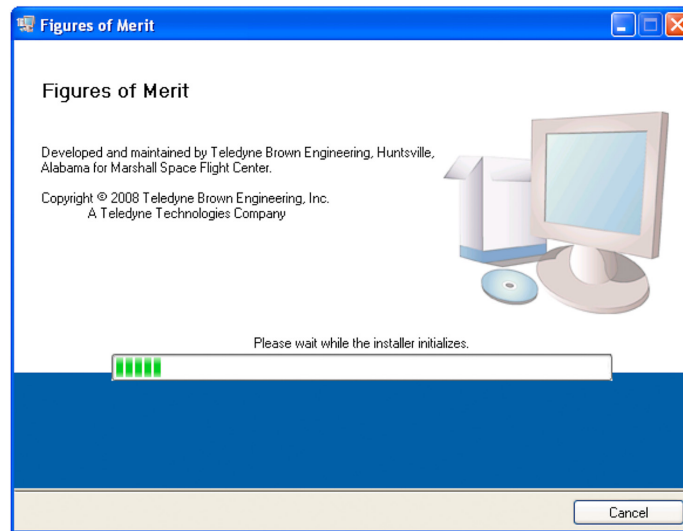 Figures of Merit
Figures of Merit
Developed and maintained by Teledyne Brown Engineering, Huntsville,
Alabama for Marshall Space Flight Center.
Copyright © 2008 Teledyne Brown Engineering, Inc.
A Teledyne Technologies Company
Please wait while the installer initializes.
Cancel